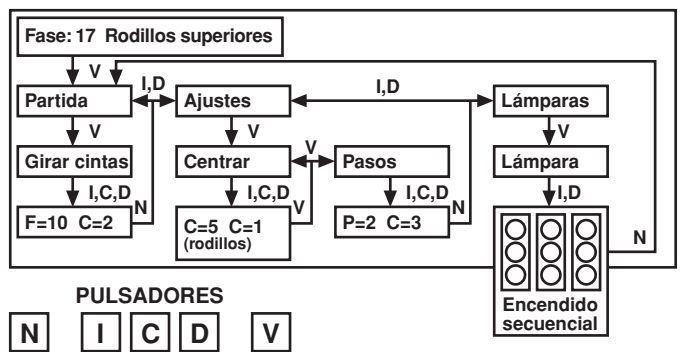 Fase: 17 Rodillos superiores
V
I,D
I,D
Partida
Ajustes
Lámparas
V
V
V
Girar cintas
Centrar
V
Pasos
Lámpara
I,C,D
I,C,D
I,C,D
I,D
F=10 C=2
N
C=5 C=1
(rodillos)
V
P=2 C=3
N
N
Encendido
secuencial
PULSADORES
N I C D V